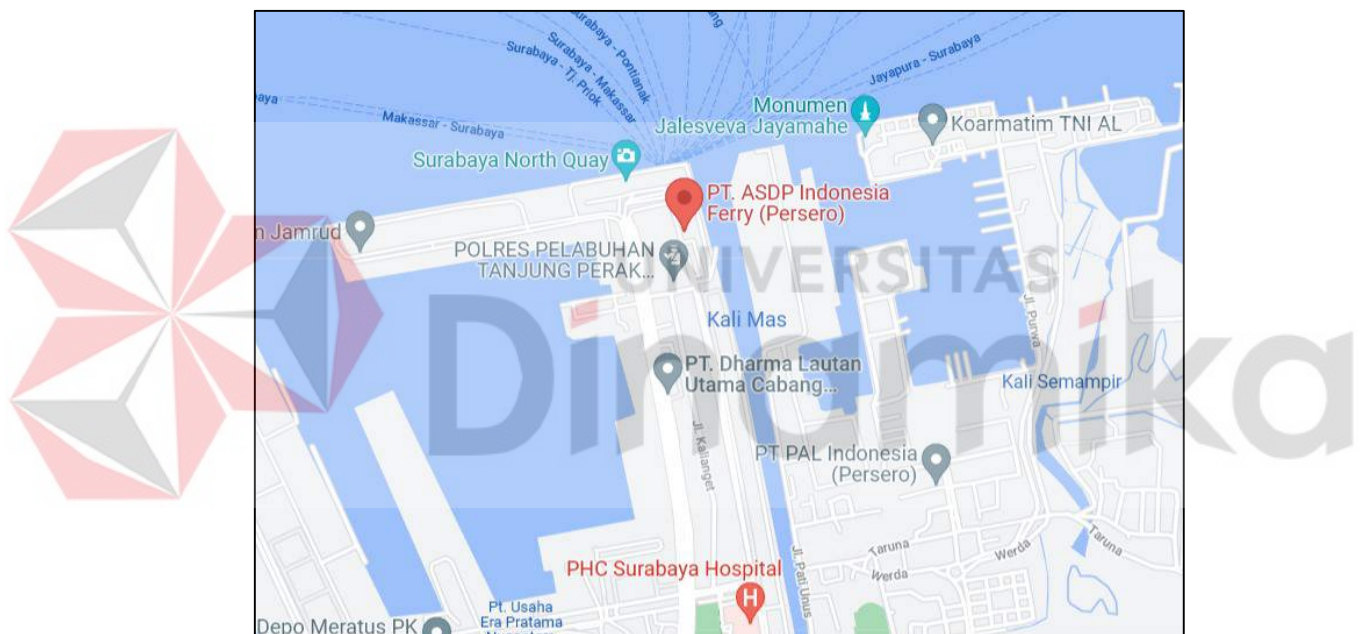 Surabaya - Pontianak
Surabaya - Makassar
Surabaya - Tj. Priok
Jayapura - Surabaya
aya
Makassar - Surabaya
Monumen
Jalesveva Jayamahe
Koarmatim TNI AL
Surabaya North Quay
PT. ASDP Indonesia
Ferry (Persero)
n Jamrud
POLRES PELABUHAN
TANJUNG PERAK...
UNIVERSITAS
Dinamika
Jl. Purwa
Kali Mas
PT. Dharma Lautan
Utama Cabang...
Kali Semampir
Jl. Kalianget
PT PAL Indonesia
(Persero)
Taruna
Werda
Taruna
Werda
Jl. Pati Unus
PHC Surabaya Hospital
H
Pt. Usaha
Era Pratama
Depo Meratus PK